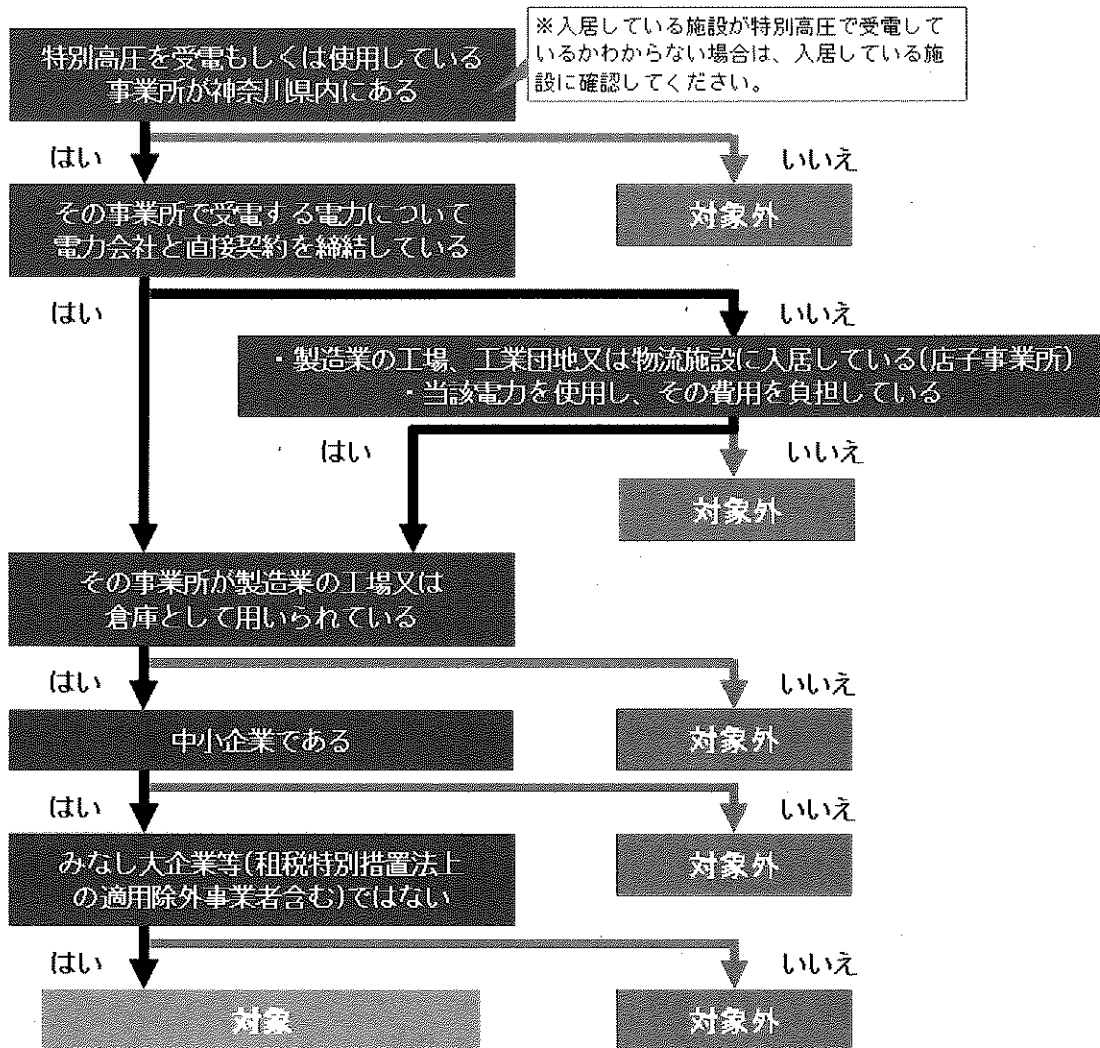 特別高圧を受電もしくは使用している
事業所が神奈川県内にある
※入居している施設が特別高圧で受電して
いるかわからない場合は、入居している施
設に確認してください。
はい
いいえ
その事業所で受電する電力について
電力会社と直接契約を締結している
対象外
はい
いいえ
・製造業の工場、工業団地又は物流施設に入居している(店子事業所)
・当該電力を使用し、その費用を負担している
はい
いいえ
対象外
その事業所が製造業の工場又は
倉庫として用いられている
はい
いいえ
中小企業である
対象外
はい
いいえ
みなし大企業等(租税特別措置法上
の適用除外事業者含む)ではない
対象外
はい
いいえ
対象
対象外